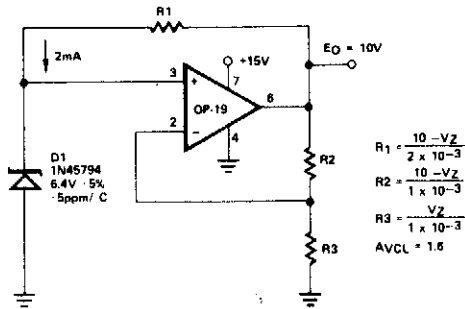 R1
2mA
+15V
EO = 10V
3
+
7
6
OP-19
2
−
4
R2
D1
1N45794
6.4V ·5%
·5ppm/ C
R3
R1 = 10 −VZ
2 x 10−3
R2 = 10 −VZ
1 x 10−3
R3 = VZ
1 x 10−3
AVCL = 1.6